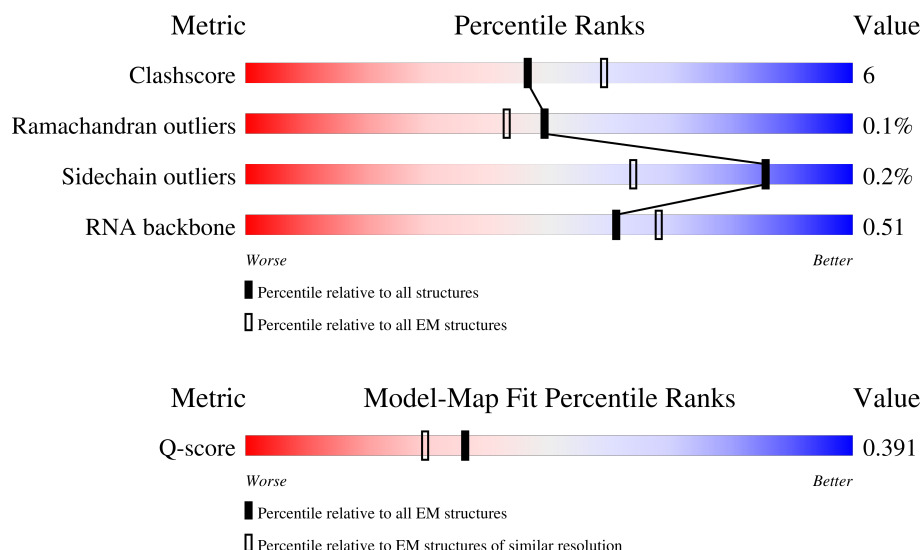 Metric Percentile Ranks Value
Clashscore 6
Ramachandran outliers 0.1%
Sidechain outliers 0.2%
RNA backbone 0.51
Worse Better
Percentile relative to all structures
Percentile relative to all EM structures
Metric Model-Map Fit Percentile Ranks Value
Q-score 0.391
Worse Better
Percentile relative to all EM structures
Percentile relative to EM structures of similar resolution